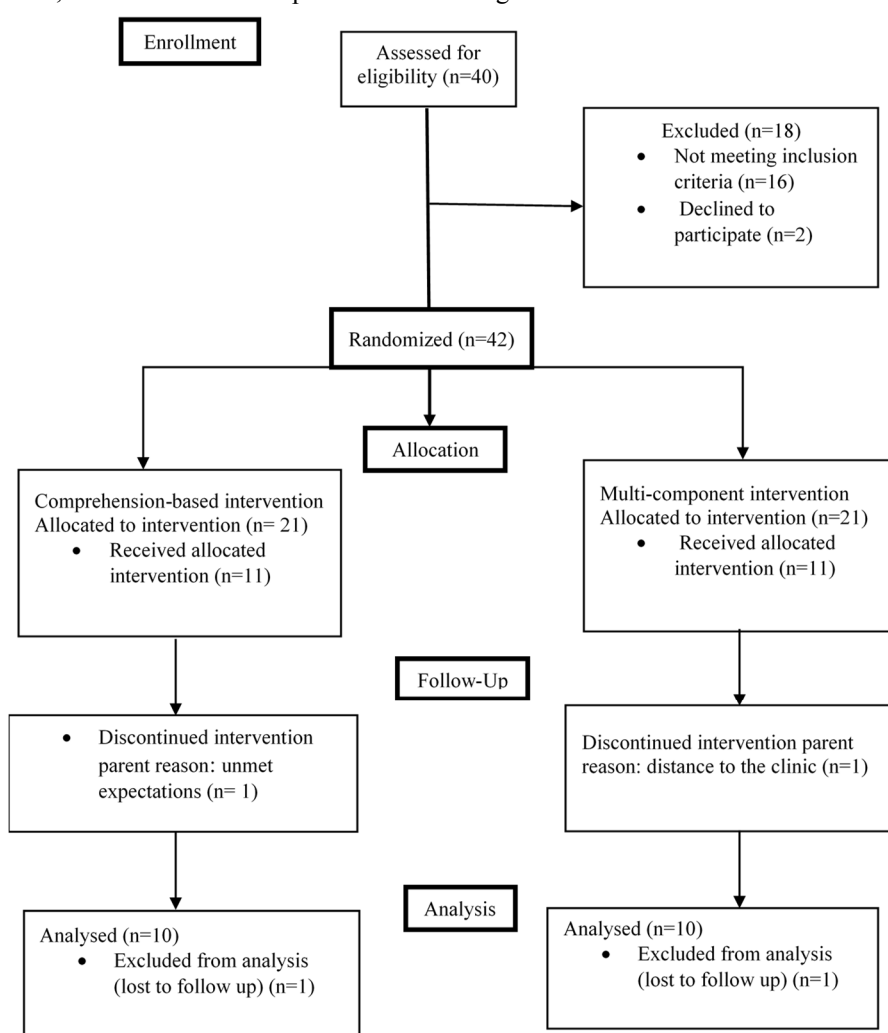 Enrollment
Assessed for
eligibility (n=40)
Excluded (n=18)
• Not meeting inclusion
criteria (n=16)
• Declined to
participate (n=2)
Randomized (n=42)
Allocation
Comprehension-based intervention
Allocated to intervention (n= 21)
• Received allocated
intervention (n=11)
Multi-component intervention
Allocated to intervention (n=21)
• Received allocated
intervention (n=11)
Follow-Up
• Discontinued intervention
parent reason: unmet
expectations (n= 1)
Discontinued intervention parent
reason: distance to the clinic (n=1)
Analysis
Analysed (n=10)
• Excluded from analysis
(lost to follow up) (n=1)
Analysed (n=10)
• Excluded from analysis
(lost to follow up) (n=1)